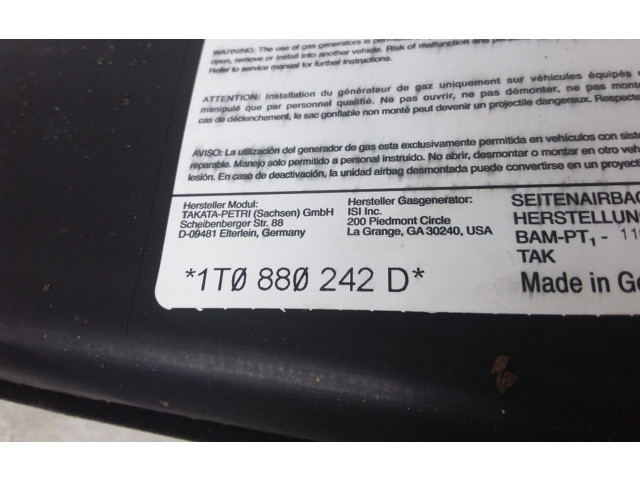 WARNING: The use of gas generators is permitted
open, remove or install into another vehicle. Risk of malfunction and
Refer to service manual for further instructions.
ATTENTION: Installation du générateur de gaz uniquement sur véhicules équipés
manipulé que par personnel qualifié. Ne pas ouvrir, ne pas démonter, ne pas
cas de déclenchement, le sac gonflable non monté peut devenir un projectile dangereux.
AVISO: La utilización del generador de gas esta exclusivamente permitida en vehículos con
reparable. Manejo solo permitido a personal instruido. No abrir, desmontar o montar en otro
lesión. En caso de deactivación, la unidad airbag desmontada puede convertirse en un
Hersteller Modul:
TAKATA-PETRI (Sachsen) GmbH
Scheibenberger Str. 88
D-09481 Elterlein, Germany
Hersteller Gasgenerator:
ISI Inc.
200 Piedmont Circle
La Grange, GA 30240, USA
SEITENAIRBAG
HERSTELLUN
BAM-PT₁ - 11
TAK
Made in Ge
*1T0 880 242 D*